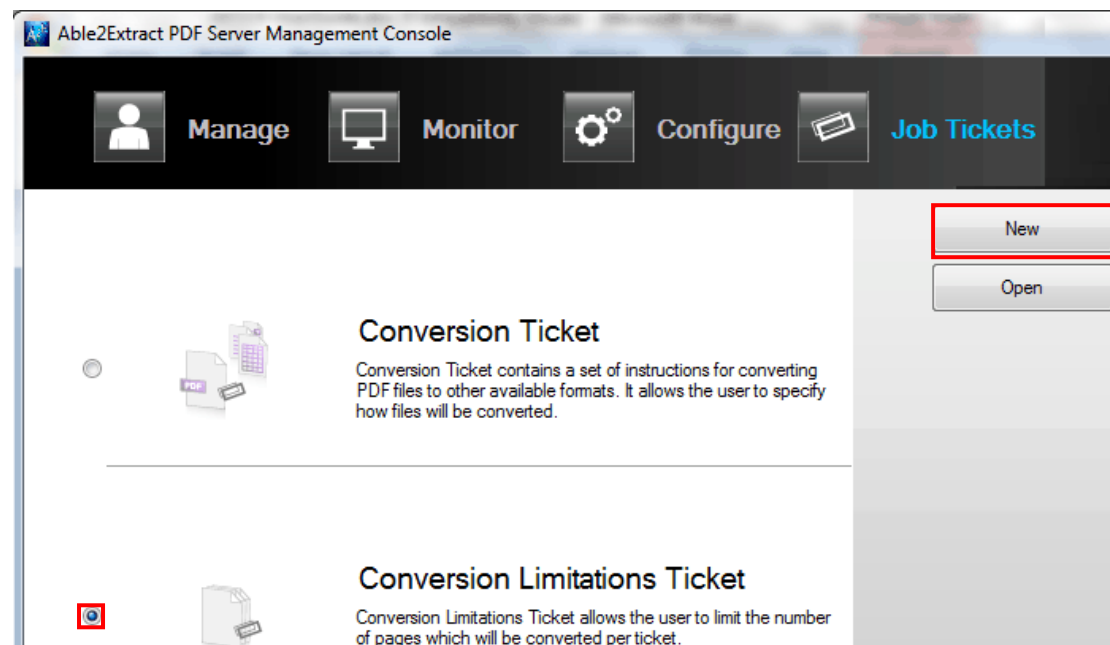 Able2Extract PDF Server Management Console
Manage
Monitor
Configure
Job Tickets
New
Open
Conversion Ticket
Conversion Ticket contains a set of instructions for converting
PDF files to other available formats. It allows the user to specify
how files will be converted.
PDF
Conversion Limitations Ticket
Conversion Limitations Ticket allows the user to limit the number
of pages which will be converted per ticket.